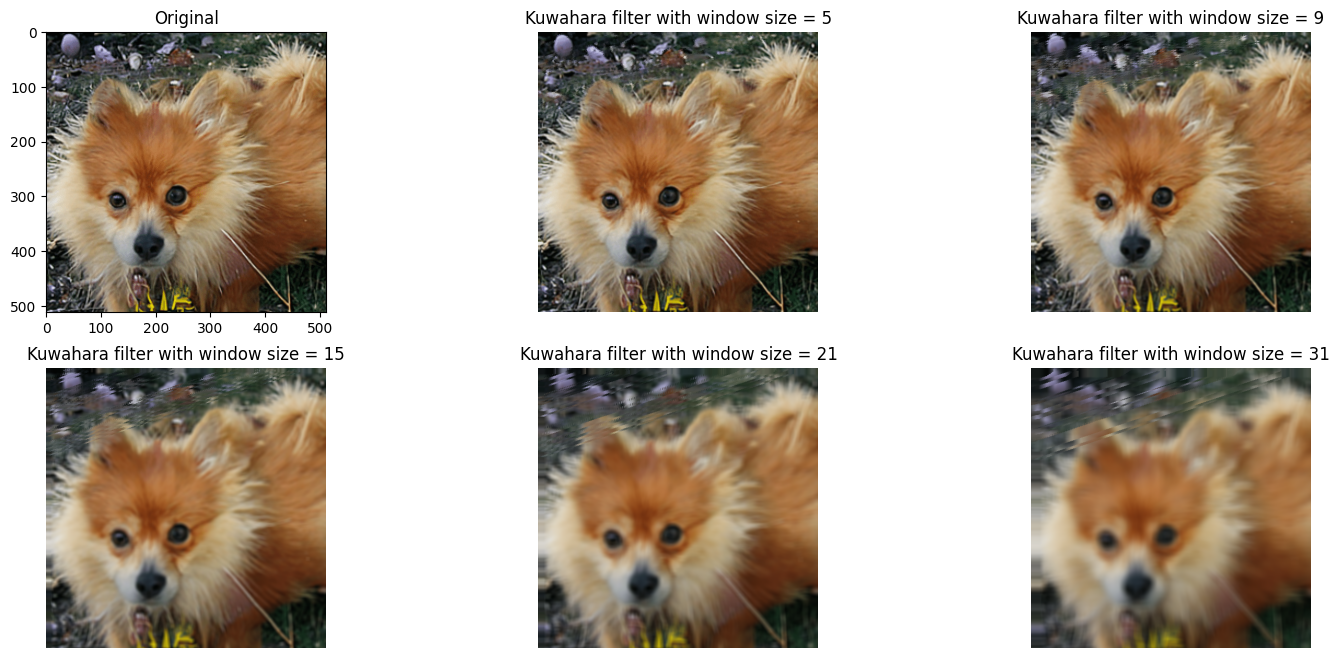 Original
Kuwahara filter with window size = 5
Kuwahara filter with window size = 9
0
100
200
300
400
500
0 100 200 300 400 500
Kuwahara filter with window size = 15
Kuwahara filter with window size = 21
Kuwahara filter with window size = 31